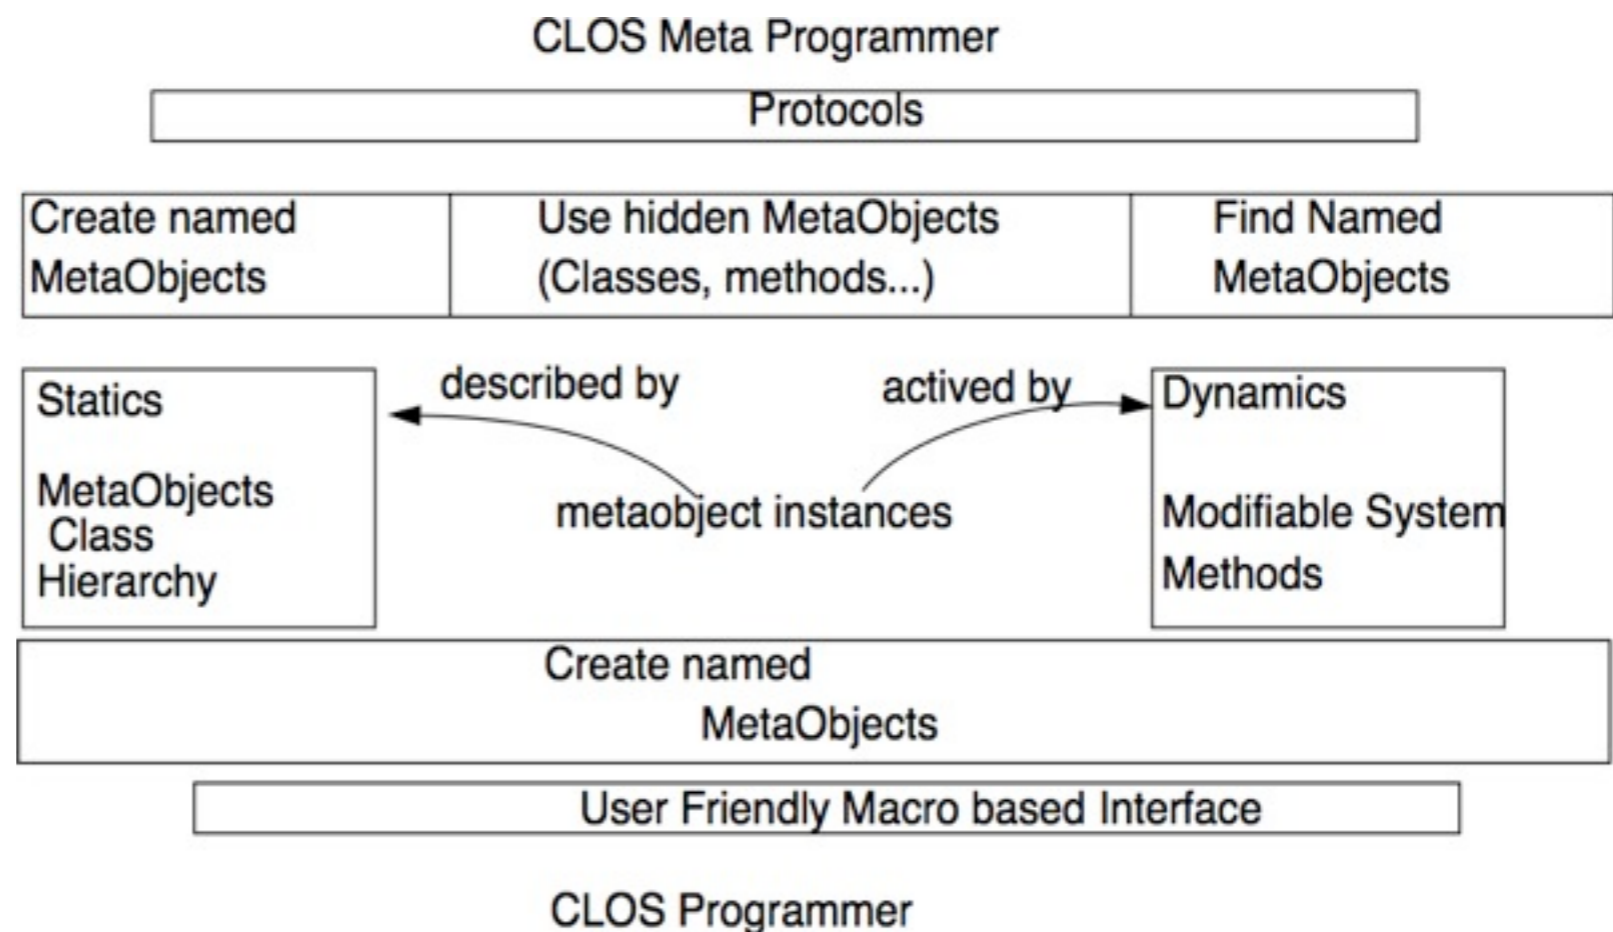 CLOS Meta Programmer
Protocols
Create named
MetaObjects
Use hidden MetaObjects
(Classes, methods...)
Find Named
MetaObjects
described by
actived by
Statics
MetaObjects
Class
Hierarchy
metaobject instances
Dynamics
Modifiable System
Methods
Create named
MetaObjects
User Friendly Macro based Interface
CLOS Programmer